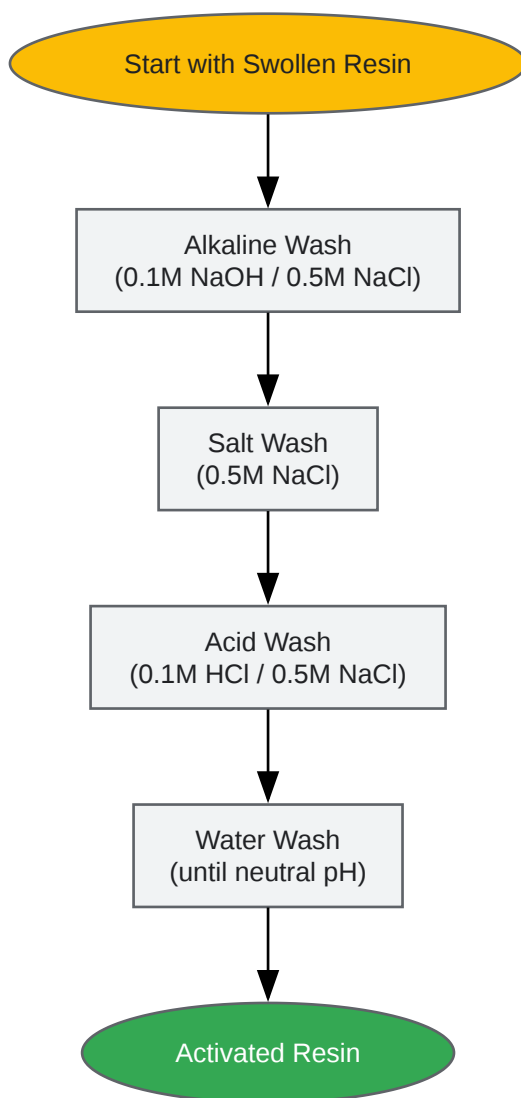 Start with Swollen Resin
Alkaline Wash
(0.1M NaOH / 0.5M NaCl)
Salt Wash
(0.5M NaCl)
Acid Wash
(0.1M HCl / 0.5M NaCl)
Water Wash
(until neutral pH)
Activated Resin